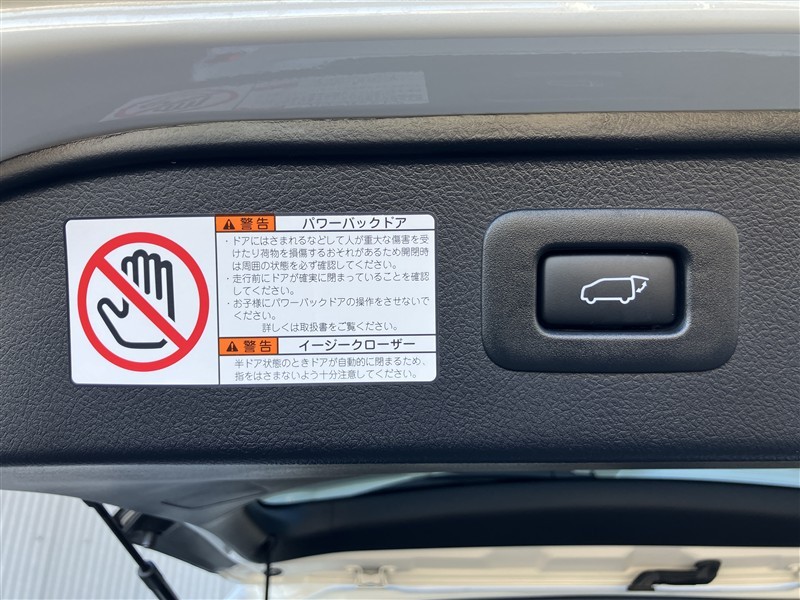 警告 パワーバックドア
・ドアにはさまれるなどして人が重大な傷害を受
けたり荷物を損傷するおそれがあるため開閉時
は周囲の状態を必ず確認してください。
・走行前にドアが確実に閉まっていることを確認
してください。
・お子様にパワーバックドアの操作をさせないで
ください。
詳しくは取扱書をご覧ください。
警告 イージークローザー
半ドア状態のときドアが自動的に閉まるため、
指をはさまないよう十分注意してください。